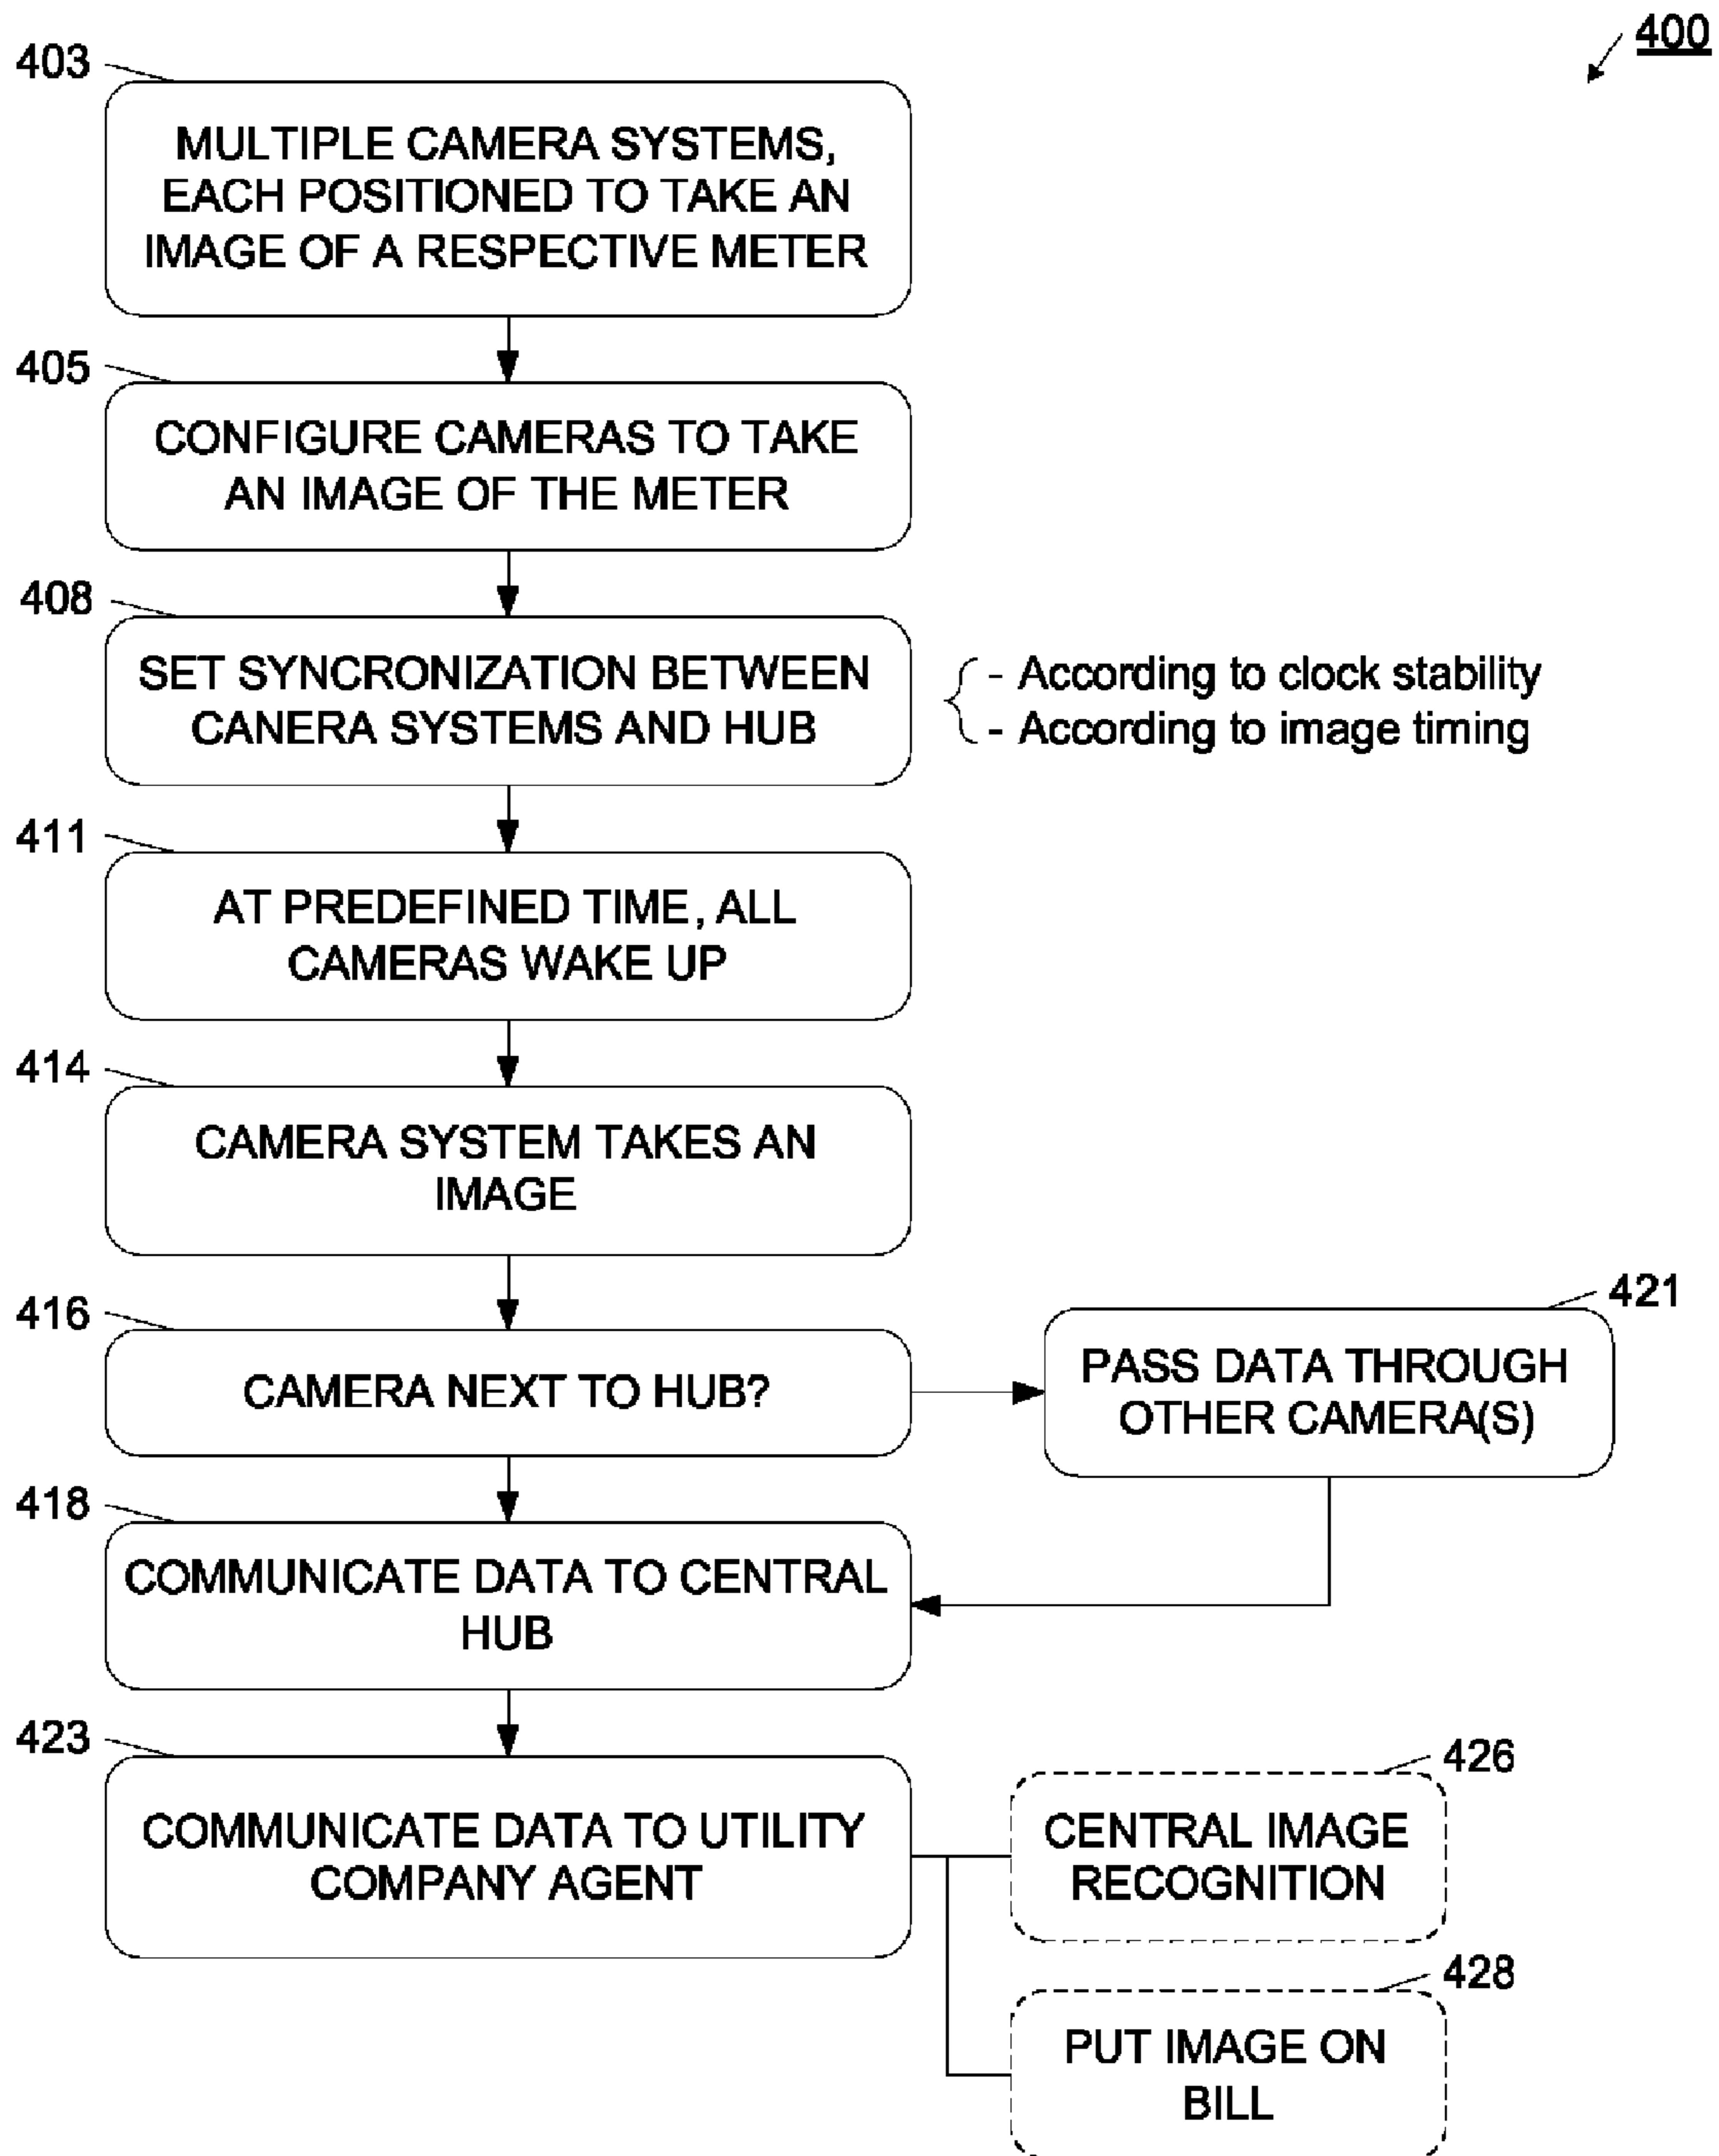 400
403
MULTIPLE CAMERA SYSTEMS,
EACH POSITIONED TO TAKE AN
IMAGE OF A RESPECTIVE METER
405
CONFIGURE CAMERAS TO TAKE
AN IMAGE OF THE METER
408
SET SYNCRONIZATION BETWEEN
CANERA SYSTEMS AND HUB
- According to clock stability
- According to image timing
411
AT PREDEFINED TIME, ALL
CAMERAS WAKE UP
414
CAMERA SYSTEM TAKES AN
IMAGE
416
CAMERA NEXT TO HUB?
421
PASS DATA THROUGH
OTHER CAMERA(S)
418
COMMUNICATE DATA TO CENTRAL
HUB
423
COMMUNICATE DATA TO UTILITY
COMPANY AGENT
426
CENTRAL IMAGE
RECOGNITION
428
PUT IMAGE ON
BILL